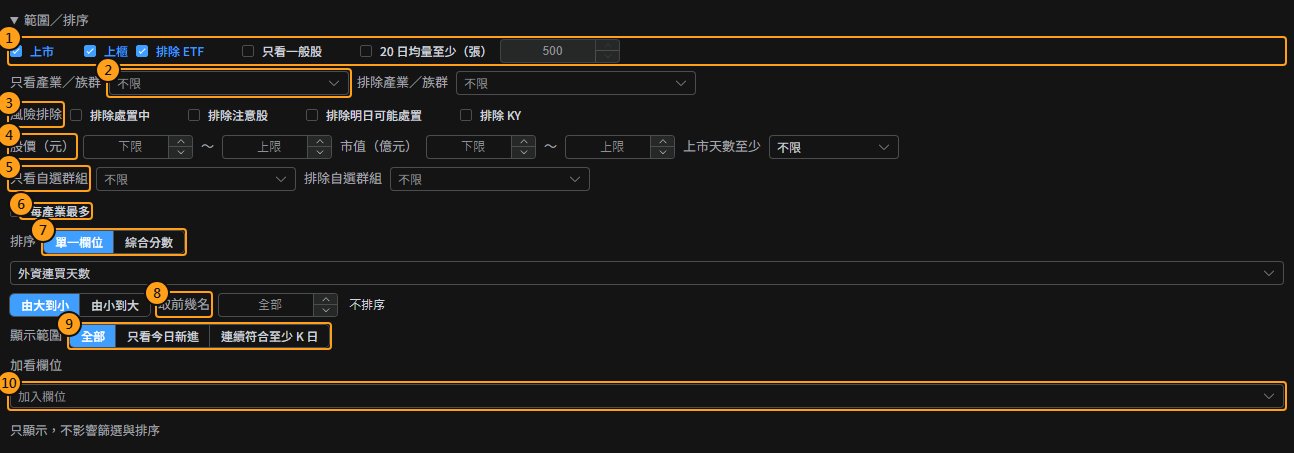 ▼ 範圍／排序
1 上市 上櫃 排除 ETF 只看一般股 20 日均量至少（張） 500
只看產業／族群 2 不限 排除產業／族群 不限
3 風險排除 排除處置中 排除注意股 排除明日可能處置 排除 KY
4 股價（元） 下限 ～ 上限 市值（億元） 下限 ～ 上限 上市天數至少 不限
5 只看自選群組 不限 排除自選群組 不限
6 每產業最多
排序 7 單一欄位 綜合分數
外資連買天數
由大到小 由小到大 8 取前幾名 全部 不排序
顯示範圍 9 全部 只看今日新進 連續符合至少 K 日
加看欄位
10 加入欄位
只顯示，不影響篩選與排序